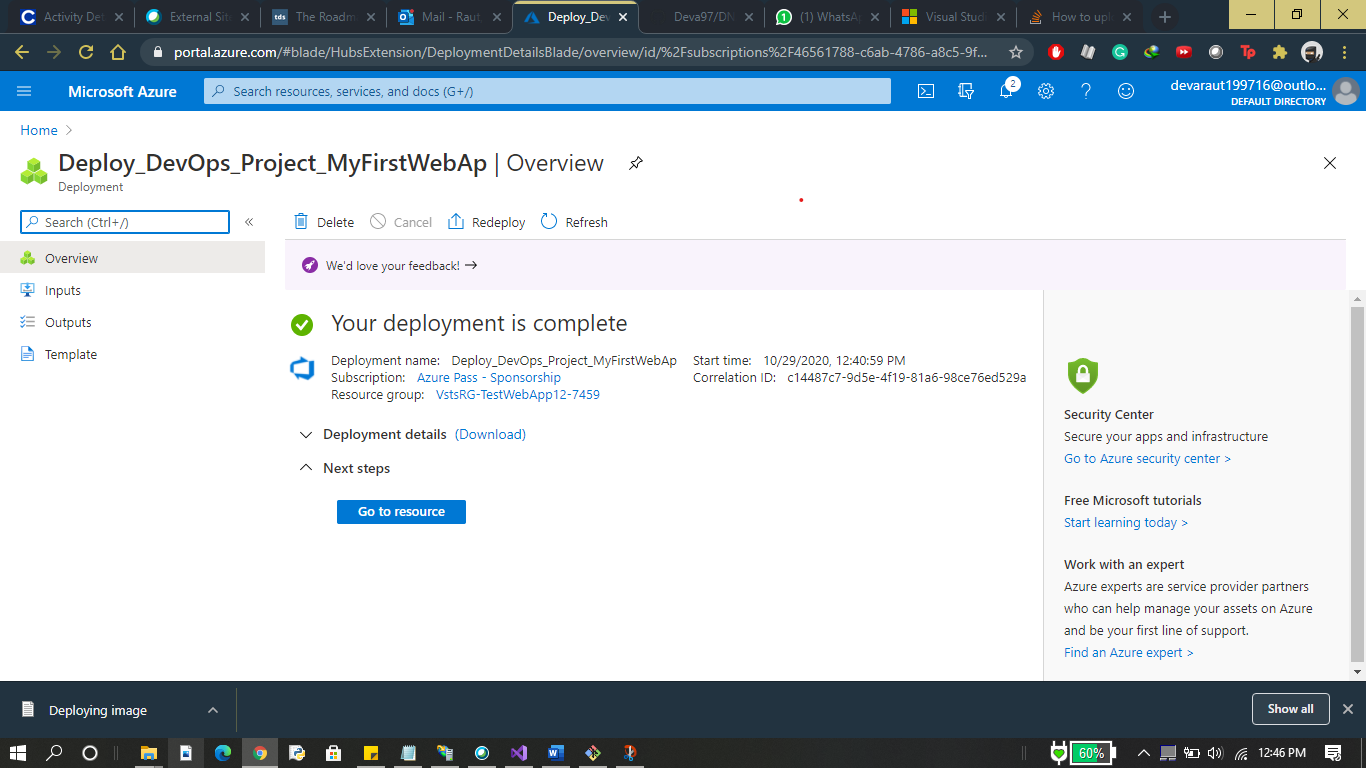 Activity Det
External Site
tds The Roadm
Mail - Raut,
Deploy_Dev
Deva97/DN
(1) WhatsA
Visual Studi
How to uplo
portal.azure.com/#blade/HubsExtension/DeploymentDetailsBlade/overview/id/%2Fsubscriptions%2F46561788-c6ab-4786-a8c5-9f...
Microsoft Azure
Search resources, services, and docs (G+/)
2
devaraut199716@outlo...
DEFAULT DIRECTORY
Home
Deploy_DevOps_Project_MyFirstWebAp | Overview
Deployment
Search (Ctrl+/)
Delete Cancel Redeploy Refresh
Overview
Inputs
Outputs
Template
We'd love your feedback!
Your deployment is complete
Deployment name: Deploy_DevOps_Project_MyFirstWebAp
Subscription: Azure Pass - Sponsorship
Resource group: VstsRG-TestWebApp12-7459
Start time: 10/29/2020, 12:40:59 PM
Correlation ID: c14487c7-9d5e-4f19-81a6-98ce76ed529a
Deployment details (Download)
Next steps
Go to resource
Security Center
Secure your apps and infrastructure
Go to Azure security center >
Free Microsoft tutorials
Start learning today >
Work with an expert
Azure experts are service provider partners
who can help manage your assets on Azure
and be your first line of support.
Find an Azure expert >
Deploying image
Show all
60%
12:46 PM